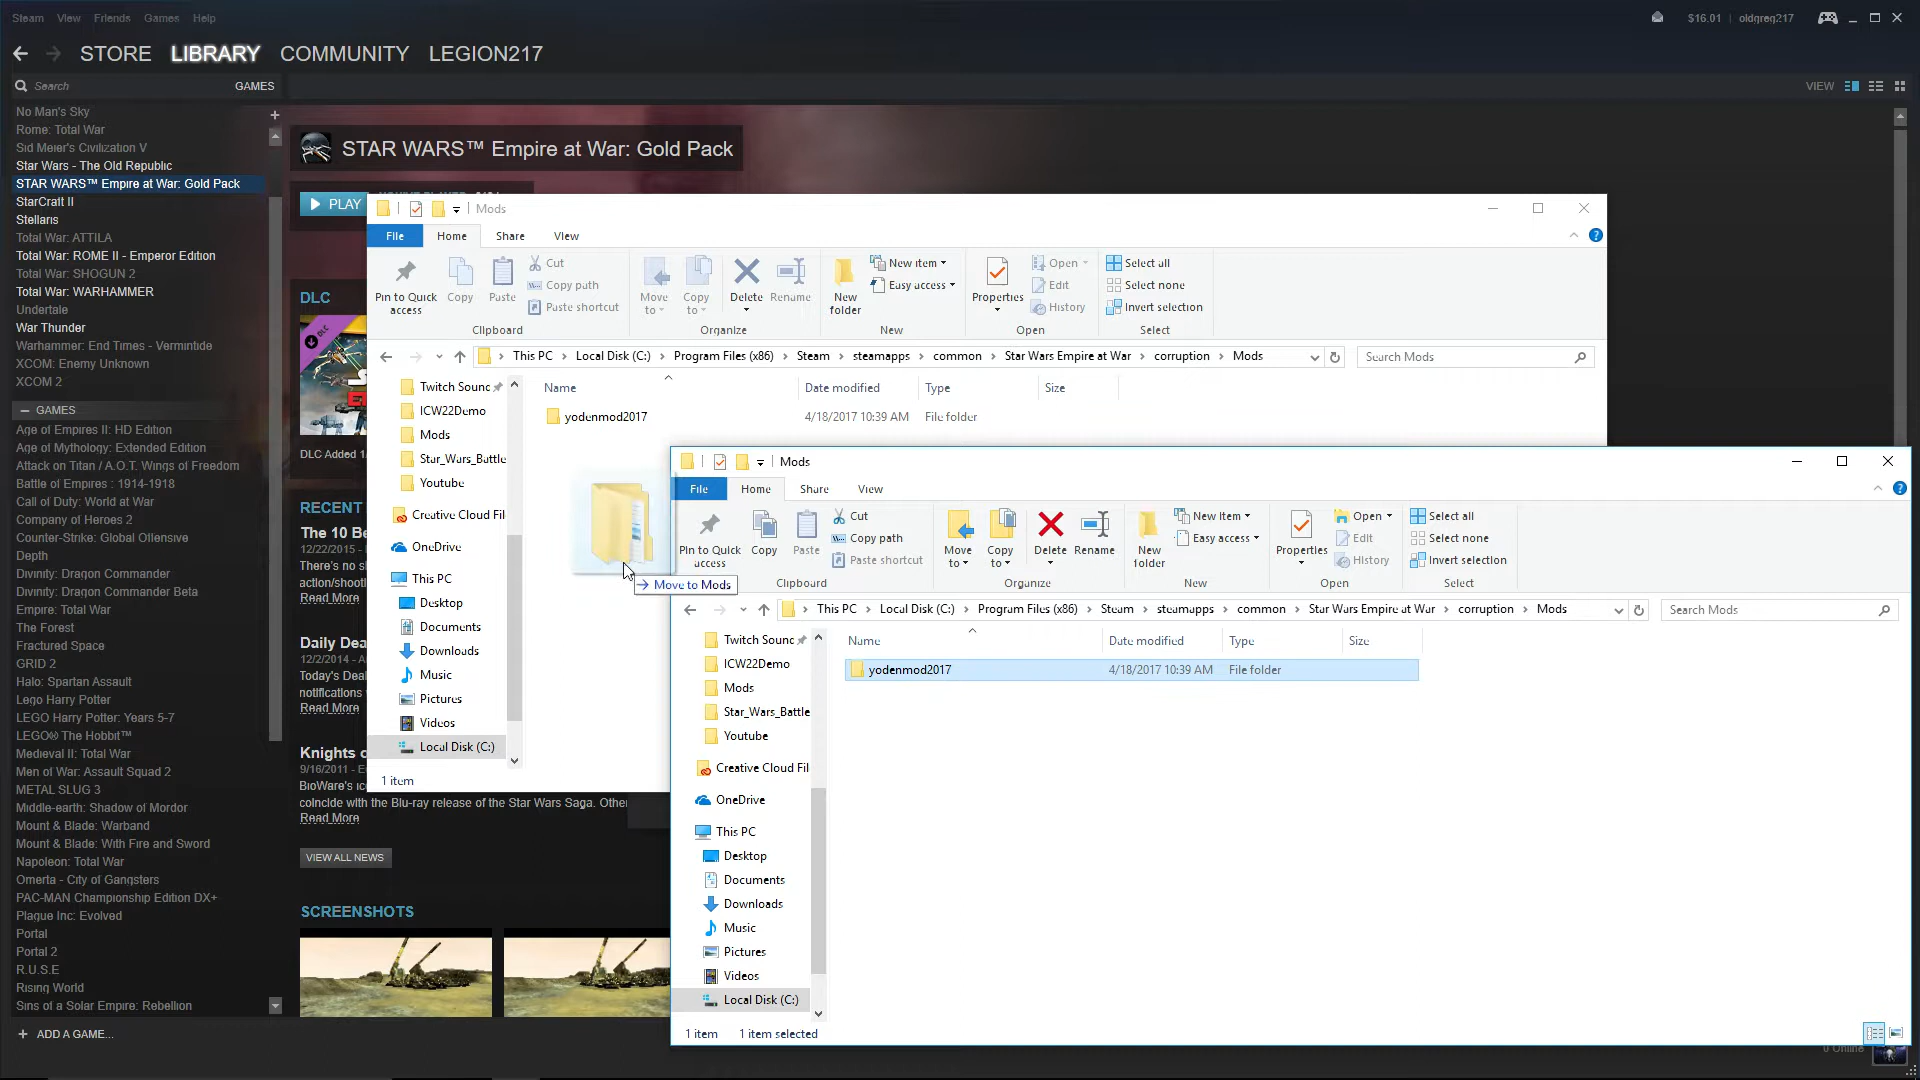 Steam View Friends Games Help
$16.01 | oldgreg217
STORE LIBRARY COMMUNITY LEGION217
Search GAMES
VIEW
No Man's Sky
Rome: Total War
Sid Meier's Civilization V
Star Wars - The Old Republic
STAR WARS™ Empire at War: Gold Pack
StarCraft II
Stellaris
Total War: ATTILA
Total War: ROME II - Emperor Edition
Total War: SHOGUN 2
Total War: WARHAMMER
Undertale
War Thunder
Warhammer: End Times - Vermintide
XCOM: Enemy Unknown
XCOM 2
GAMES
Age of Empires II: HD Edition
Age of Mythology: Extended Edition
Attack on Titan / A.O.T. Wings of Freedom
Battle of Empires : 1914-1918
Call of Duty: World at War
Company of Heroes 2
Counter-Strike: Global Offensive
Depth
Divinity: Dragon Commander
Divinity: Dragon Commander Beta
Empire: Total War
The Forest
Fractured Space
GRID 2
Halo: Spartan Assault
Lego Harry Potter
LEGO Harry Potter: Years 5-7
LEGO® The Hobbit™
Medieval II: Total War
Men of War: Assault Squad 2
METAL SLUG 3
Middle-earth: Shadow of Mordor
Mount & Blade: Warband
Mount & Blade: With Fire and Sword
Napoleon: Total War
Omerta - City of Gangsters
PAC-MAN Championship Edition DX+
Plague Inc: Evolved
Portal
Portal 2
R.U.S.E
Rising World
Sins of a Solar Empire: Rebellion
+ ADD A GAME...
STAR WARS™ Empire at War: Gold Pack
PLAY
DLC
DLC
DLC Added 1/
RECENT
The 10 Be
12/22/2015 -
There's no s
action/shootl
Read More
Daily Dea
12/2/2014 - A
Today's Deal
notifications
Read More
Knights o
9/16/2011 - E
BioWare's ic
coincide with the Blu-ray release of the Star Wars Saga. Othe
Read More
VIEW ALL NEWS
SCREENSHOTS
Mods
File Home Share View
Pin to Quick access
Copy
Paste
Cut
Copy path
Paste shortcut
Clipboard
Move to
Copy to
Delete
Rename
Organize
New folder
New item
Easy access
New
Properties
Open
Edit
History
Open
Select all
Select none
Invert selection
Select
This PC > Local Disk (C:) > Program Files (x86) > Steam > steamapps > common > Star Wars Empire at War > corruption > Mods
Search Mods
Name Date modified Type Size
yodenmod2017 4/18/2017 10:39 AM File folder
Twitch Sounc
ICW22Demo
Mods
Star_Wars_Battle
Youtube
Creative Cloud Fil
OneDrive
This PC
Desktop
Documents
Downloads
Music
Pictures
Videos
Local Disk (C:)
1 item
Move to Mods
Mods
File Home Share View
Pin to Quick access
Copy
Paste
Cut
Copy path
Paste shortcut
Clipboard
Move to
Copy to
Delete
Rename
Organize
New folder
New item
Easy access
New
Properties
Open
Edit
History
Open
Select all
Select none
Invert selection
Select
This PC > Local Disk (C:) > Program Files (x86) > Steam > steamapps > common > Star Wars Empire at War > corruption > Mods
Search Mods
Name Date modified Type Size
yodenmod2017 4/18/2017 10:39 AM File folder
Twitch Sounc
ICW22Demo
Mods
Star_Wars_Battle
Youtube
Creative Cloud Fil
OneDrive
This PC
Desktop
Documents
Downloads
Music
Pictures
Videos
Local Disk (C:)
1 item 1 item selected
0 Online